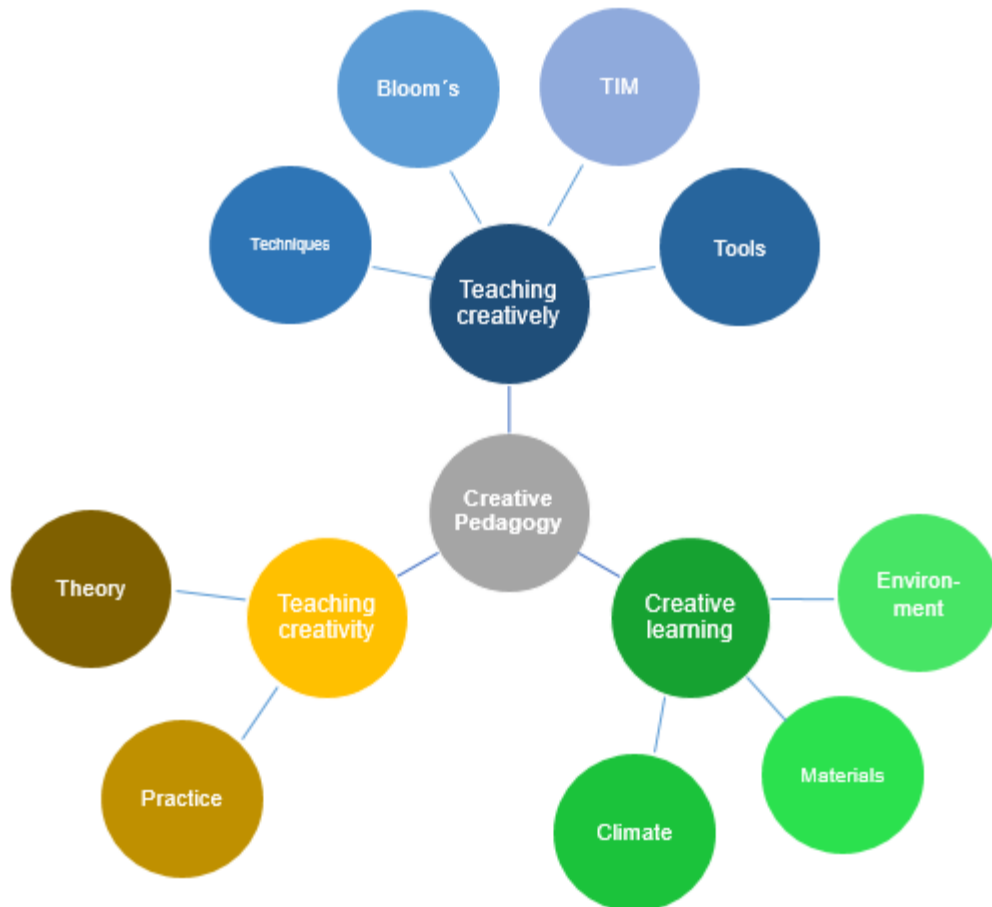 Bloom´s
TIM
Techniques
Tools
Teaching
creatively
Creative
Pedagogy
Theory
Teaching
creativity
Creative
learning
Environ-
ment
Practice
Climate
Materials